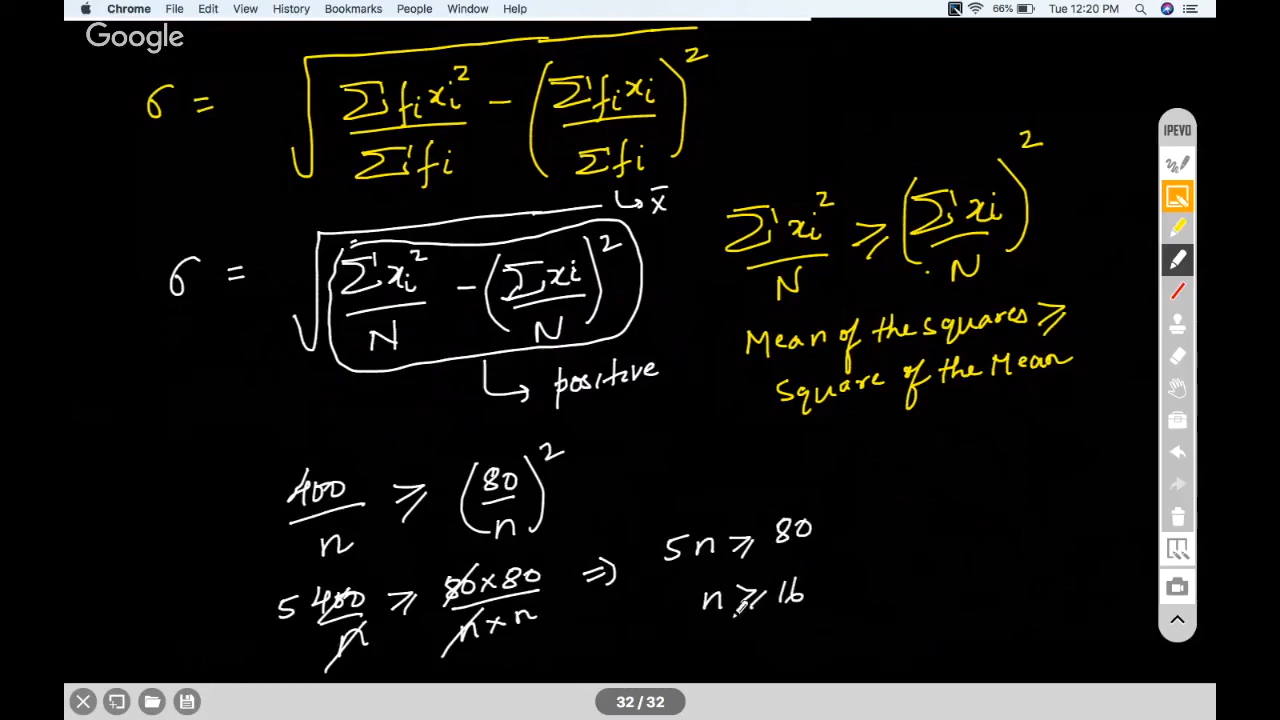 Chrome File Edit View History Bookmarks People Window Help 66% Tue 12:20 PM
Google
σ = √(Σfixi²/Σfi − (Σfixi/Σfi)²)
↳ x̄
σ = √(Σxi²/N − (Σxi/N)²)
↳ positive
Σxi²/N ≥ (Σxi/N)²
Mean of the squares ≥
Square of the Mean
400/n ≥ (80/n)²
5 400/n ≥ 80×80/n×n ⇒ 5n ≥ 80
n ≥ 16
IPEVO
32 / 32